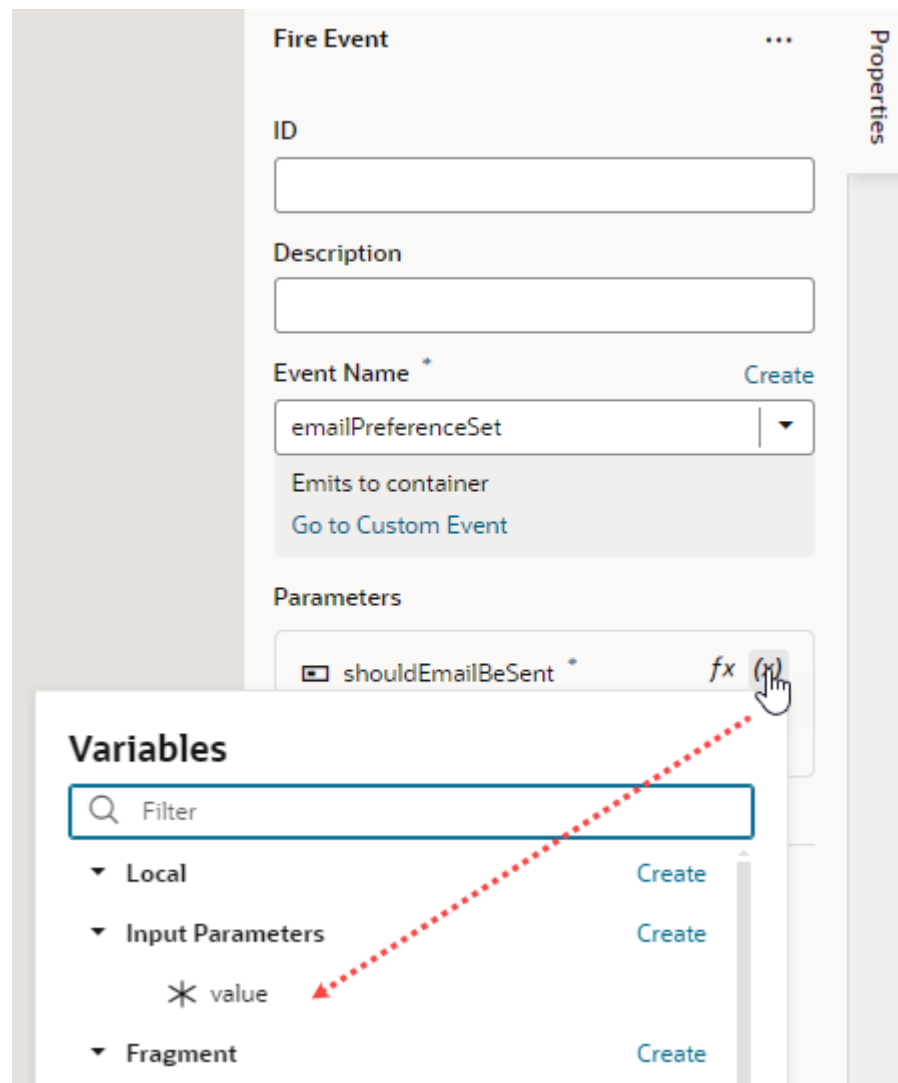 Fire Event
Properties
ID
Description
Event Name *
Create
emailPreferenceSet
Emits to container
Go to Custom Event
Parameters
shouldEmailBeSent *
fx (x)
Variables
Filter
Local Create
Input Parameters Create
value
Fragment Create